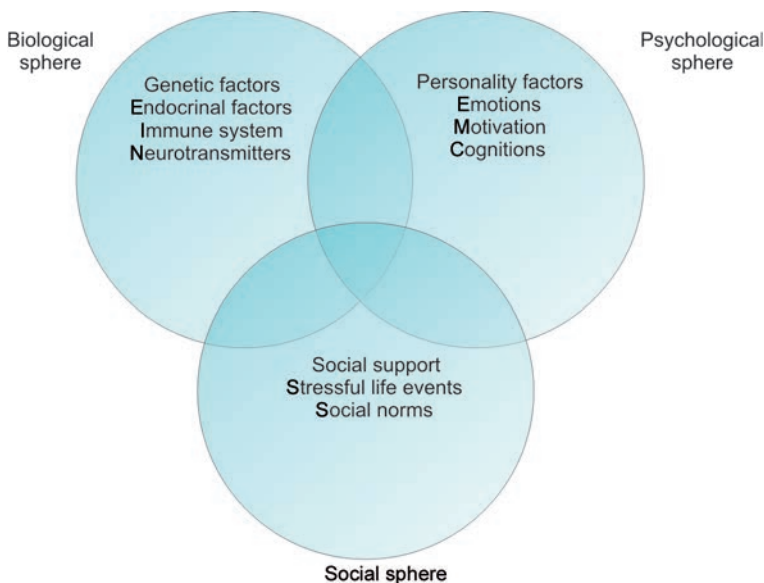 Biological
sphere
Genetic factors
Endocrinal factors
Immune system
Neurotransmitters
Psychological
sphere
Personality factors
Emotions
Motivation
Cognitions
Social support
Stressful life events
Social norms
Social sphere